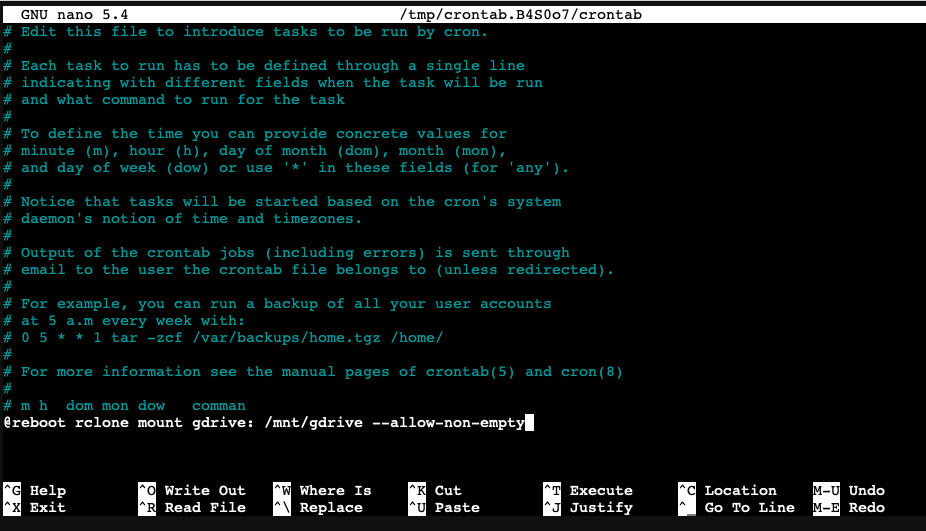 GNU nano 5.4 /tmp/crontab.B4S0o7/crontab
# Edit this file to introduce tasks to be run by cron.
#
# Each task to run has to be defined through a single line
# indicating with different fields when the task will be run
# and what command to run for the task
#
# To define the time you can provide concrete values for
# minute (m), hour (h), day of month (dom), month (mon),
# and day of week (dow) or use '*' in these fields (for 'any').
#
# Notice that tasks will be started based on the cron's system
# daemon's notion of time and timezones.
#
# Output of the crontab jobs (including errors) is sent through
# email to the user the crontab file belongs to (unless redirected).
#
# For example, you can run a backup of all your user accounts
# at 5 a.m every week with:
# 0 5 * * 1 tar -zcf /var/backups/home.tgz /home/
#
# For more information see the manual pages of crontab(5) and cron(8)
#
# m h  dom mon dow   comman
@reboot rclone mount gdrive: /mnt/gdrive --allow-non-empty
^G Help ^O Write Out ^W Where Is ^K Cut ^T Execute ^C Location M-U Undo
^X Exit ^R Read File ^\ Replace ^U Paste ^J Justify ^_ Go To Line M-E Redo